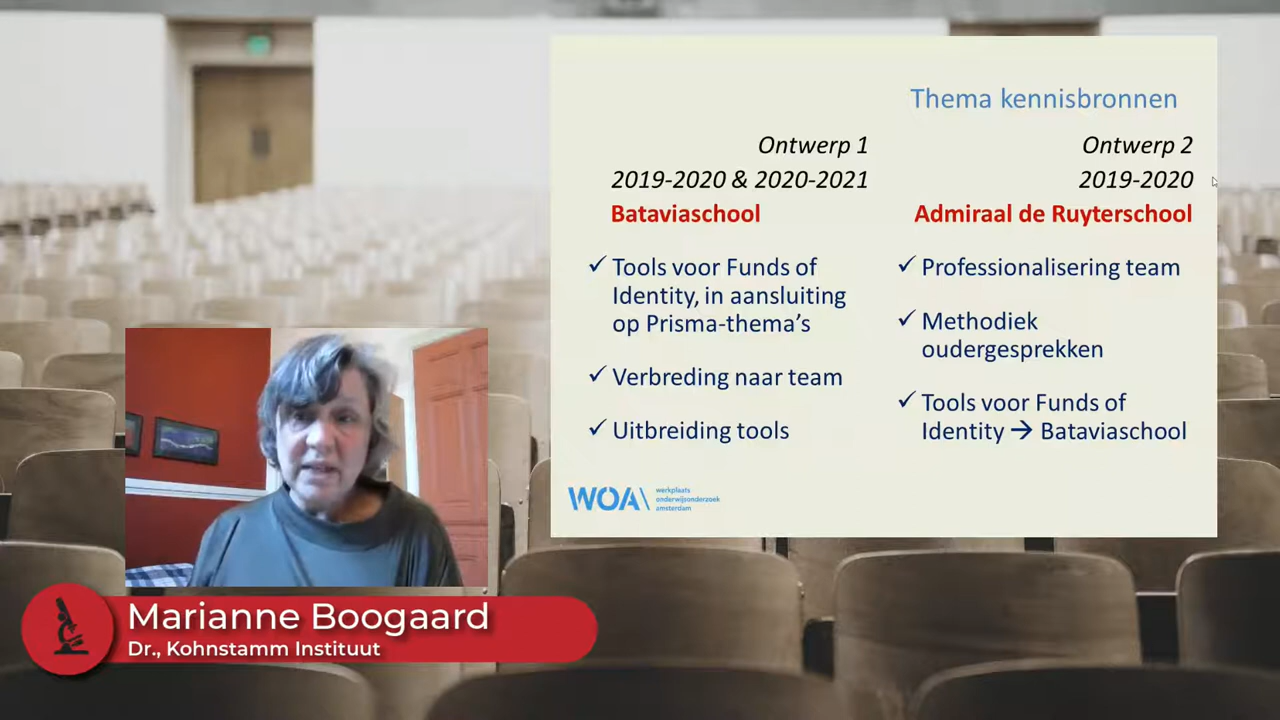 Thema kennisbronnen
Ontwerp 1
2019-2020 & 2020-2021
Bataviaschool
✓ Tools voor Funds of
Identity, in aansluiting
op Prisma-thema's
✓ Verbreding naar team
✓ Uitbreiding tools
Ontwerp 2
2019-2020
Admiraal de Ruyterschool
✓ Professionalisering team
✓ Methodiek
oudergesprekken
✓ Tools voor Funds of
Identity → Bataviaschool
WOA\
werkplaats
onderwijsonderzoek
amsterdam
Marianne Boogaard
Dr., Kohnstamm Instituut